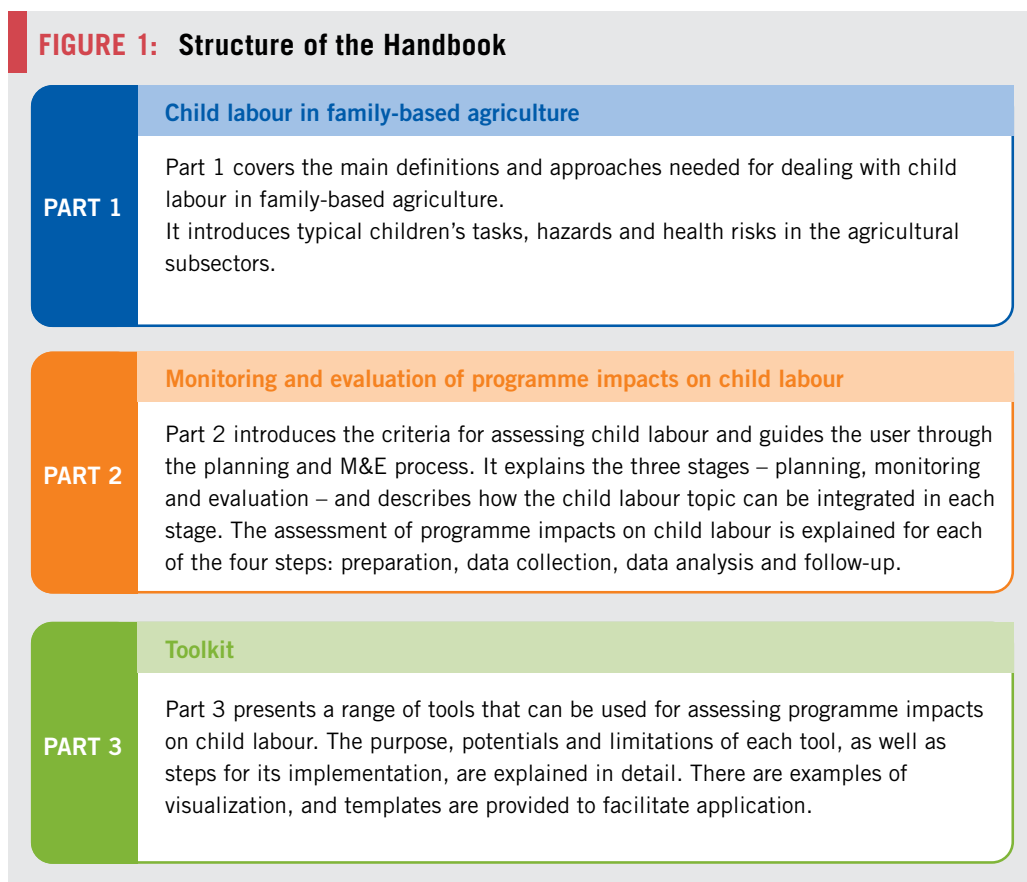 FIGURE 1: Structure of the Handbook
PART 1
Child labour in family-based agriculture
Part 1 covers the main definitions and approaches needed for dealing with child
labour in family-based agriculture.
It introduces typical children’s tasks, hazards and health risks in the agricultural
subsectors.
PART 2
Monitoring and evaluation of programme impacts on child labour
Part 2 introduces the criteria for assessing child labour and guides the user through
the planning and M&E process. It explains the three stages – planning, monitoring
and evaluation – and describes how the child labour topic can be integrated in each
stage. The assessment of programme impacts on child labour is explained for each
of the four steps: preparation, data collection, data analysis and follow-up.
PART 3
Toolkit
Part 3 presents a range of tools that can be used for assessing programme impacts
on child labour. The purpose, potentials and limitations of each tool, as well as
steps for its implementation, are explained in detail. There are examples of
visualization, and templates are provided to facilitate application.